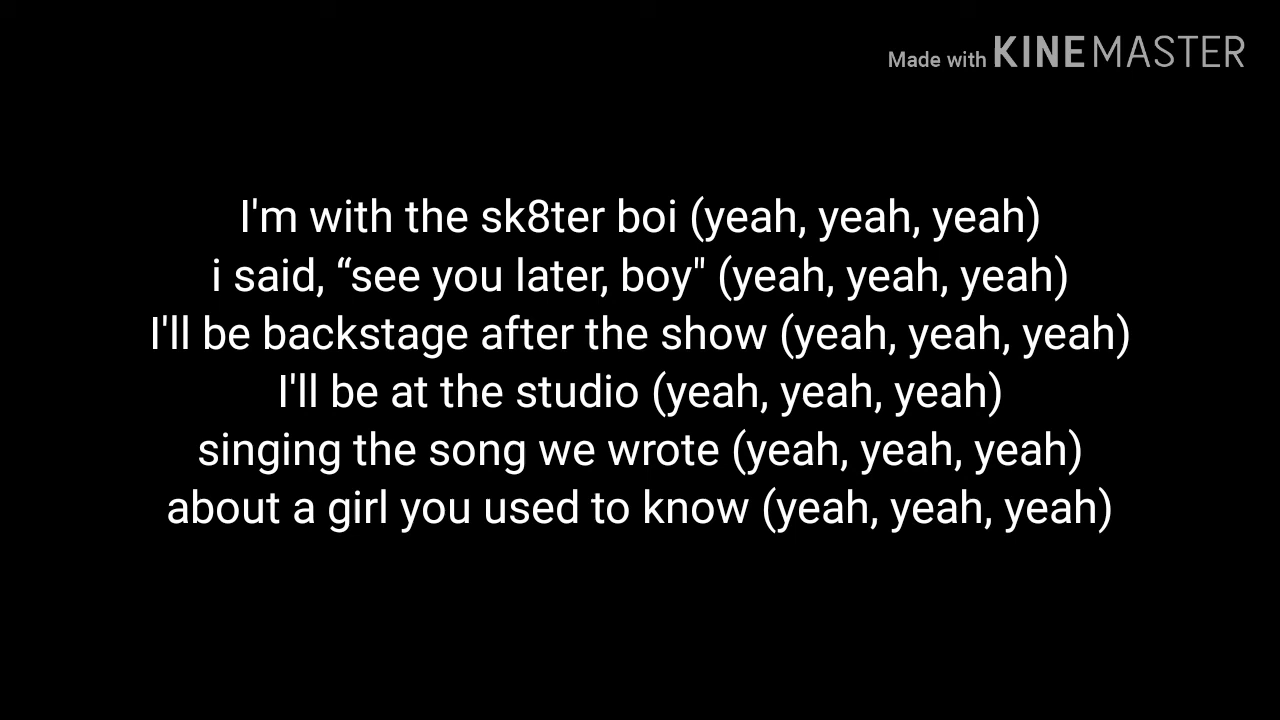 Made with KINEMASTER
I'm with the sk8ter boi (yeah, yeah, yeah)
i said, “see you later, boy" (yeah, yeah, yeah)
I'll be backstage after the show (yeah, yeah, yeah)
I'll be at the studio (yeah, yeah, yeah)
singing the song we wrote (yeah, yeah, yeah)
about a girl you used to know (yeah, yeah, yeah)